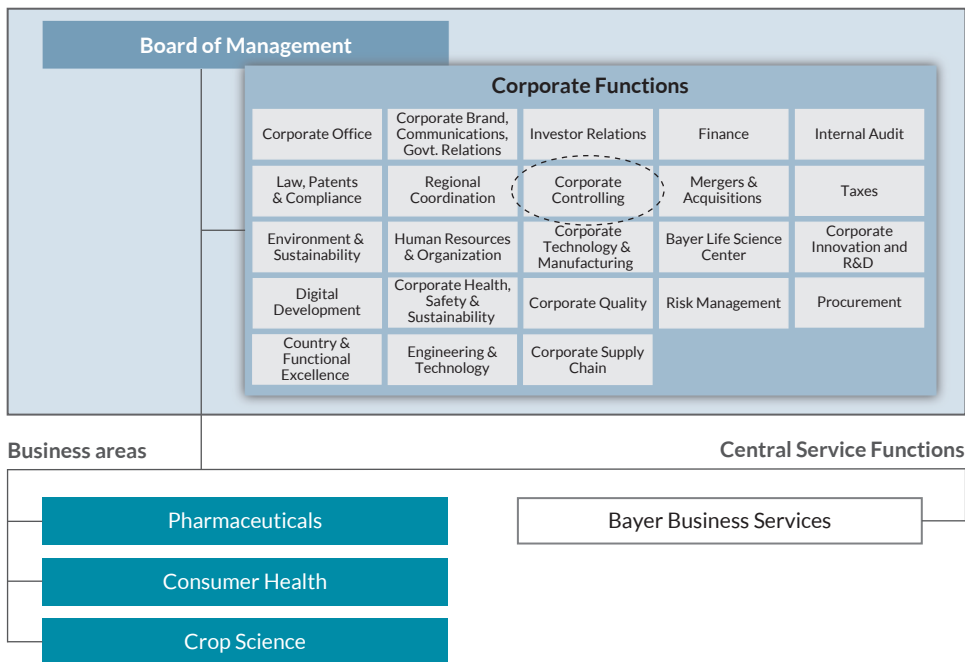 Board of Management
Corporate Functions
Corporate Office
Corporate Brand,
Communications,
Govt. Relations
Investor Relations
Finance
Internal Audit
Law, Patents
& Compliance
Regional
Coordination
Corporate
Controlling
Mergers &
Acquisitions
Taxes
Environment &
Sustainability
Human Resources
& Organization
Corporate
Technology &
Manufacturing
Bayer Life Science
Center
Corporate
Innovation and
R&D
Digital
Development
Corporate Health,
Safety &
Sustainability
Corporate Quality
Risk Management
Procurement
Country &
Functional
Excellence
Engineering &
Technology
Corporate Supply
Chain
Business areas
Central Service Functions
Pharmaceuticals
Bayer Business Services
Consumer Health
Crop Science